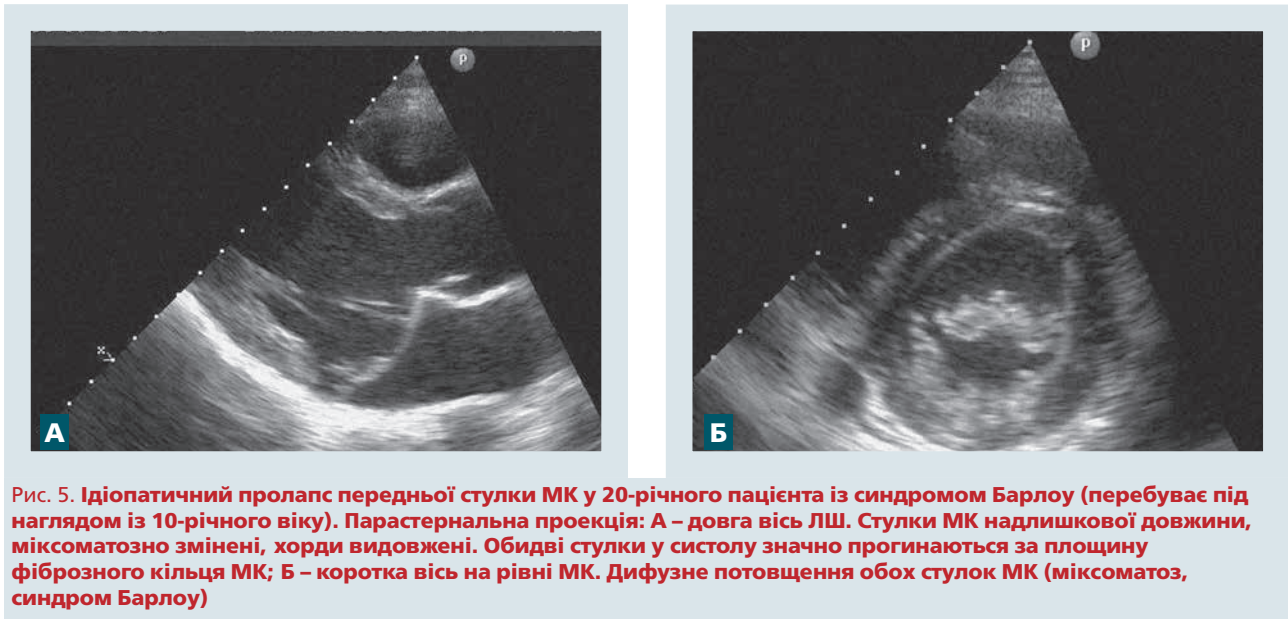 P
P
x
А
Б
Рис. 5. Ідіопатичний пролапс передньої стулки МК у 20-річного пацієнта із синдромом Барлоу (перебуває під
наглядом із 10-річного віку). Парастернальна проекція: А – довга вісь ЛШ. Стулки МК надлишкової довжини,
міксоматозно змінені, хорди видовжені. Обидві стулки у систолу значно прогинаються за площину
фіброзного кільця МК; Б – коротка вісь на рівні МК. Дифузне потовщення обох стулок МК (міксоматоз,
синдром Барлоу)